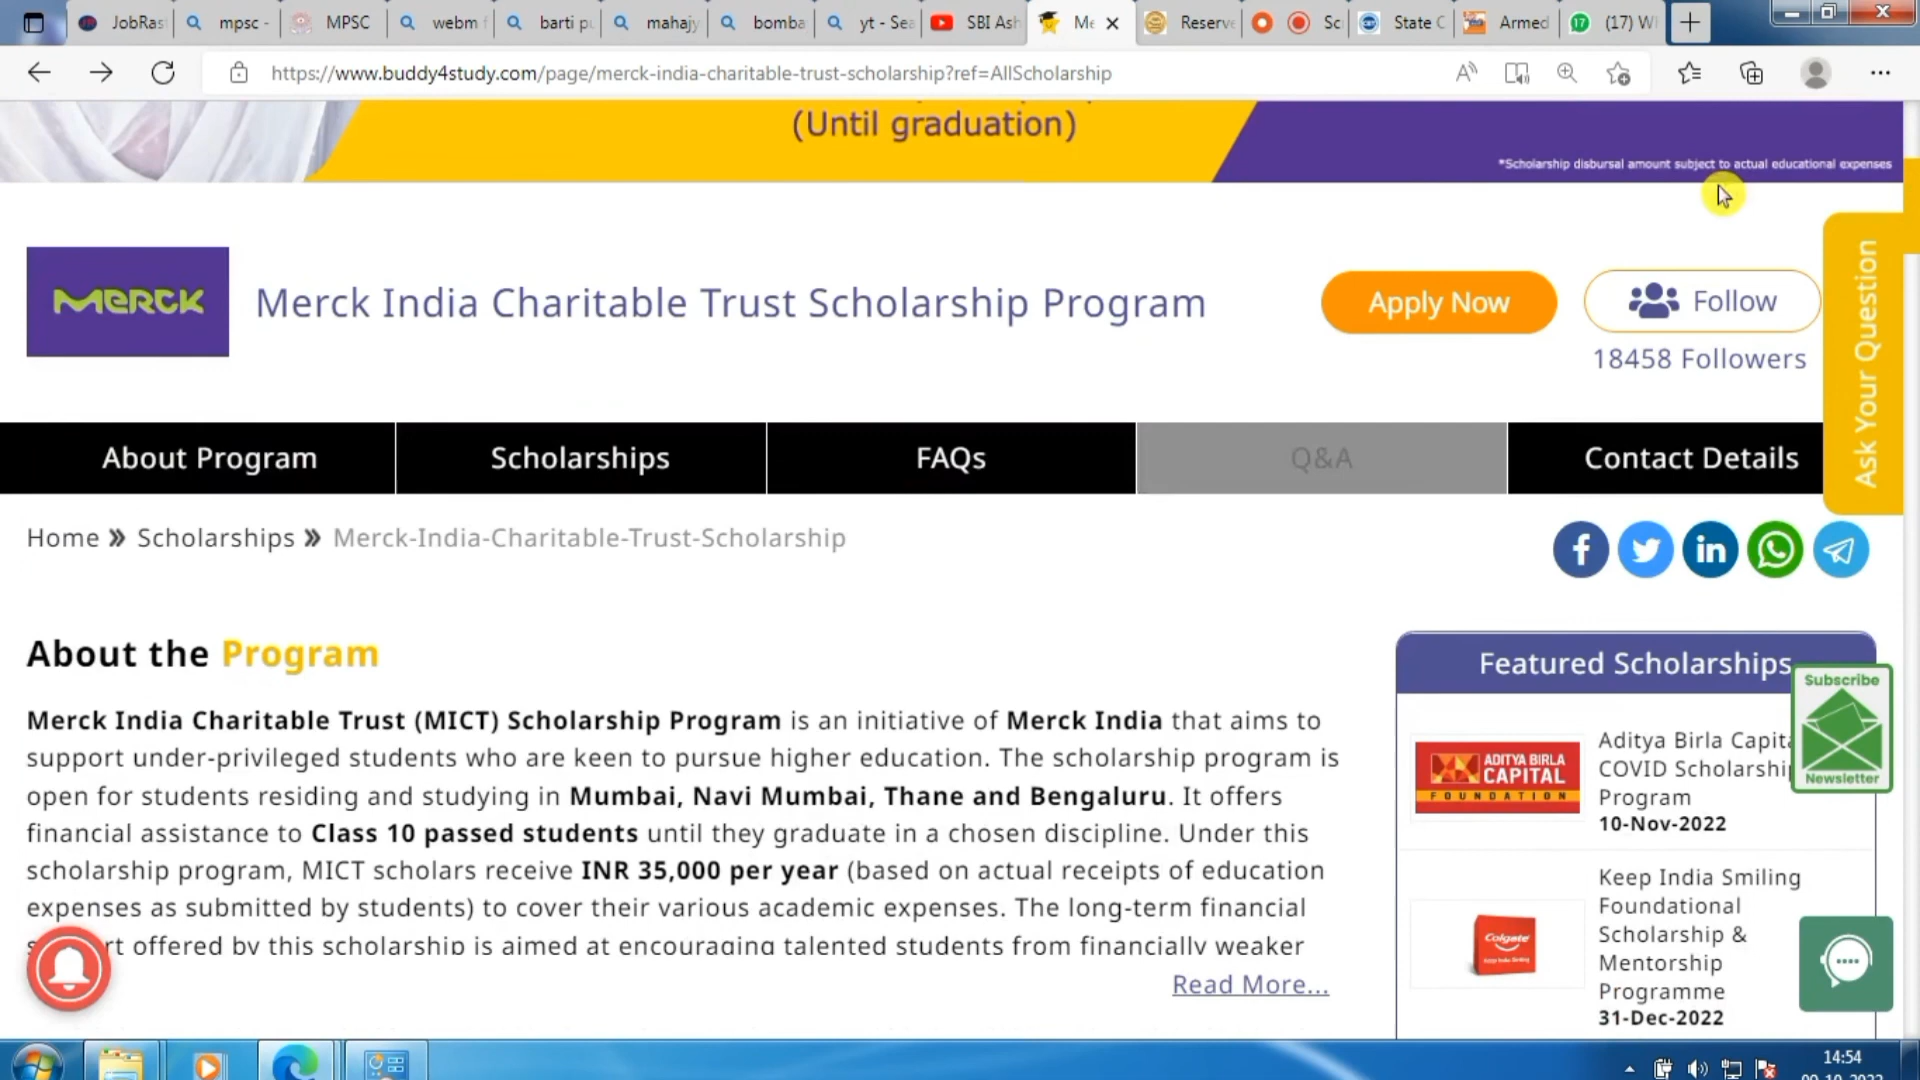 JobRas
mpsc -
MPSC
webm
barti pu
mahajy
bomba
yt - Sea
SBI Ash
Me
Reserve
Sc
State C
Armed
(17) W
https://www.buddy4study.com/page/merck-india-charitable-trust-scholarship?ref=AllScholarship
(Until graduation)
*Scholarship disbursal amount subject to actual educational expenses
MERCK
Merck India Charitable Trust Scholarship Program
Apply Now
Follow
18458 Followers
Ask Your Question
About Program
Scholarships
FAQs
Q&A
Contact Details
Home » Scholarships » Merck-India-Charitable-Trust-Scholarship
About the Program
Merck India Charitable Trust (MICT) Scholarship Program is an initiative of Merck India that aims to
support under-privileged students who are keen to pursue higher education. The scholarship program is
open for students residing and studying in Mumbai, Navi Mumbai, Thane and Bengaluru. It offers
financial assistance to Class 10 passed students until they graduate in a chosen discipline. Under this
scholarship program, MICT scholars receive INR 35,000 per year (based on actual receipts of education
expenses as submitted by students) to cover their various academic expenses. The long-term financial
offered by this scholarship is aimed at encouraging talented students from financially weaker
Read More...
Featured Scholarships
Subscribe
Newsletter
ADITYA BIRLA
CAPITAL
FOUNDATION
Aditya Birla Capita
COVID Scholarship
Program
10-Nov-2022
Colgate
Keep India Smiling
Foundational
Scholarship &
Mentorship
Programme
31-Dec-2022
14:54